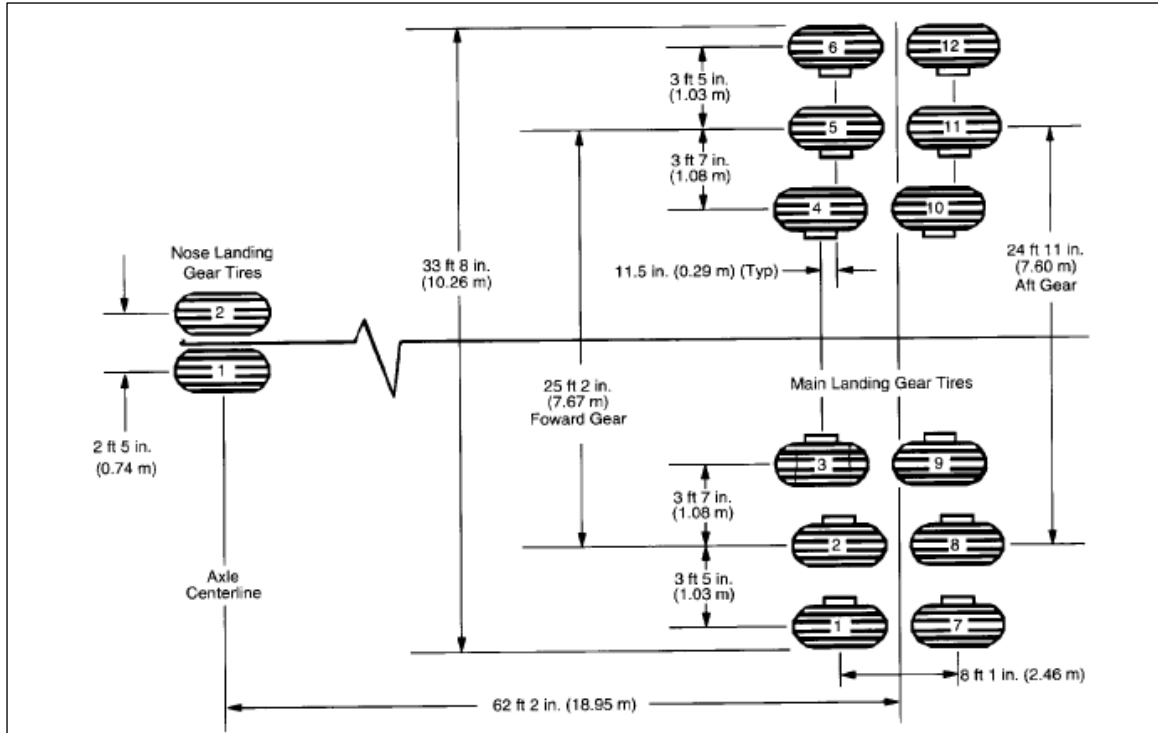 6
12
3 ft 5 in.
(1.03 m)
5
11
3 ft 7 in.
(1.08 m)
4
10
Nose Landing
Gear Tires
33 ft 8 in.
(10.26 m)
11.5 in. (0.29 m) (Typ)
24 ft 11 in.
(7.60 m)
Aft Gear
2
1
25 ft 2 in.
(7.67 m)
Foward Gear
Main Landing Gear Tires
2 ft 5 in.
(0.74 m)
3
9
3 ft 7 in.
(1.08 m)
2
8
Axle
Centerline
3 ft 5 in.
(1.03 m)
1
7
8 ft 1 in. (2.46 m)
62 ft 2 in. (18.95 m)